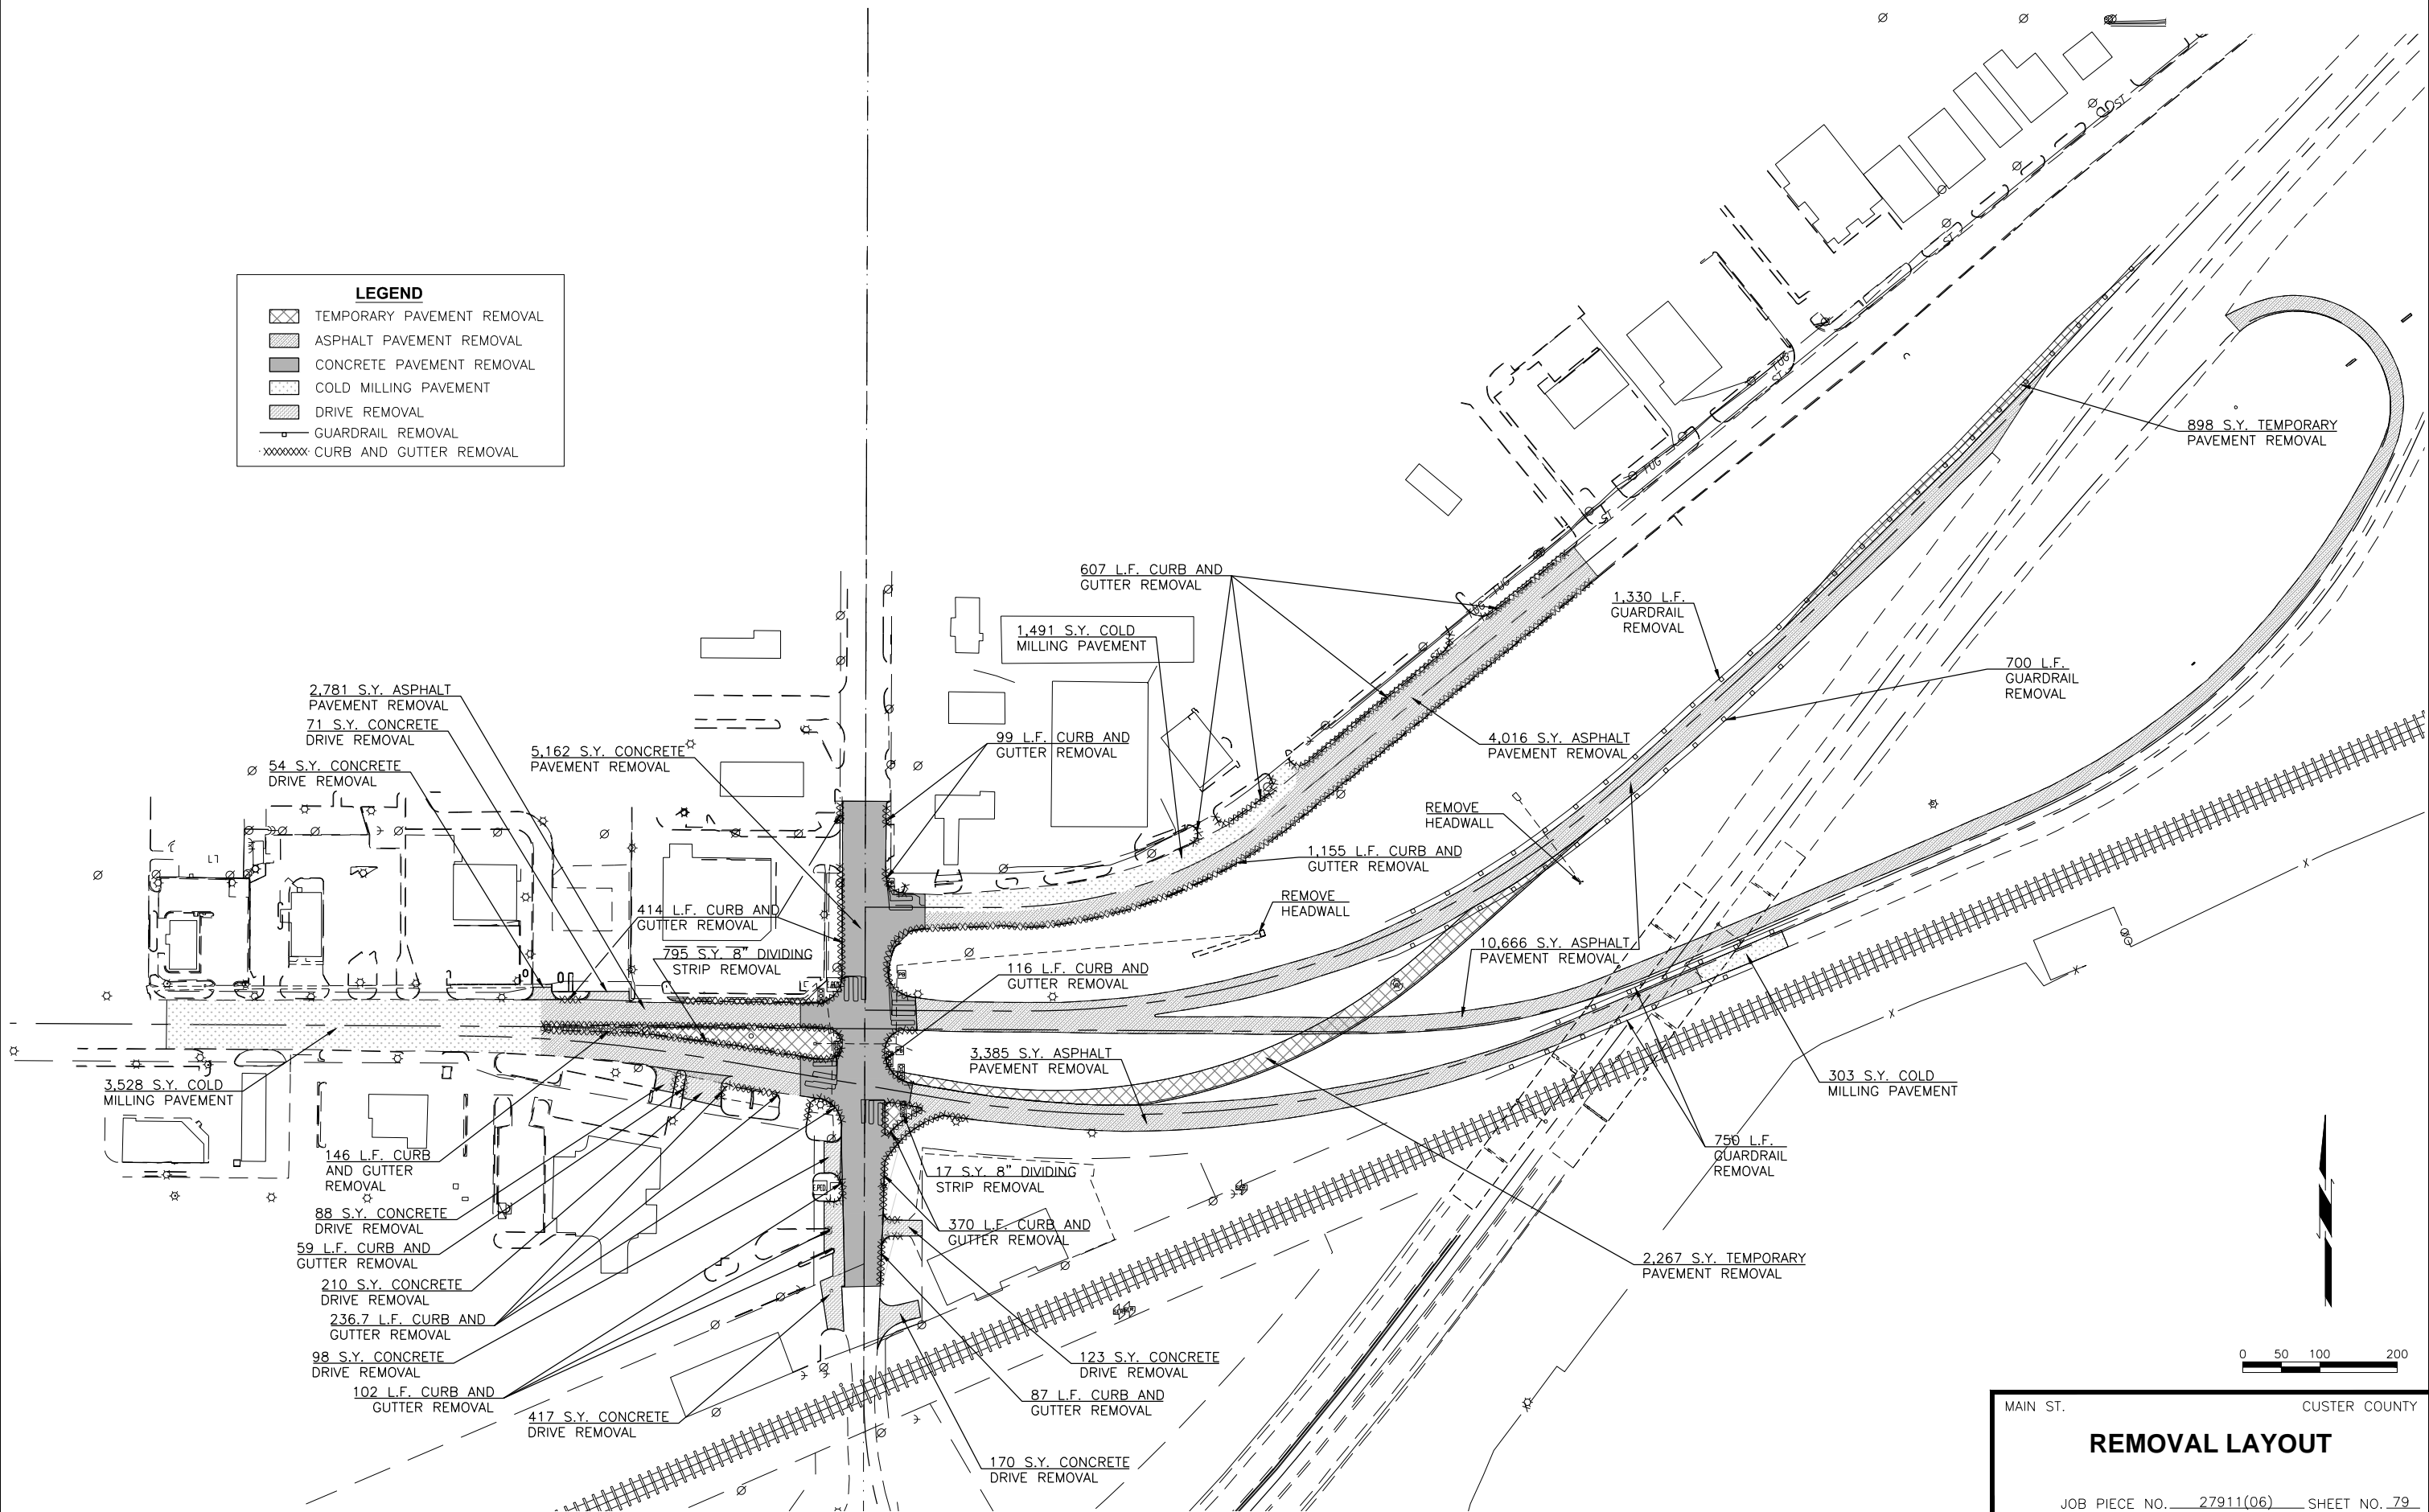 LEGEND
TEMPORARY PAVEMENT REMOVAL
ASPHALT PAVEMENT REMOVAL
CONCRETE PAVEMENT REMOVAL
COLD MILLING PAVEMENT
DRIVE REMOVAL
GUARDRAIL REMOVAL
CURB AND GUTTER REMOVAL
898 S.Y. TEMPORARY
PAVEMENT REMOVAL
607 L.F. CURB AND
GUTTER REMOVAL
1,330 L.F.
GUARDRAIL
REMOVAL
1,491 S.Y. COLD
MILLING PAVEMENT
700 L.F.
GUARDRAIL
REMOVAL
2,781 S.Y. ASPHALT
PAVEMENT REMOVAL
71 S.Y. CONCRETE
DRIVE REMOVAL
54 S.Y. CONCRETE
DRIVE REMOVAL
5,162 S.Y. CONCRETE
PAVEMENT REMOVAL
99 L.F. CURB AND
GUTTER REMOVAL
4,016 S.Y. ASPHALT
PAVEMENT REMOVAL
REMOVE
HEADWALL
1,155 L.F. CURB AND
GUTTER REMOVAL
REMOVE
HEADWALL
414 L.F. CURB AND
GUTTER REMOVAL
795 S.Y. 8" DIVIDING
STRIP REMOVAL
10,666 S.Y. ASPHALT
PAVEMENT REMOVAL
116 L.F. CURB AND
GUTTER REMOVAL
3,385 S.Y. ASPHALT
PAVEMENT REMOVAL
3,528 S.Y. COLD
MILLING PAVEMENT
303 S.Y. COLD
MILLING PAVEMENT
146 L.F. CURB
AND GUTTER
REMOVAL
750 L.F.
GUARDRAIL
REMOVAL
17 S.Y. 8" DIVIDING
STRIP REMOVAL
88 S.Y. CONCRETE
DRIVE REMOVAL
370 L.F. CURB AND
GUTTER REMOVAL
59 L.F. CURB AND
GUTTER REMOVAL
2,267 S.Y. TEMPORARY
PAVEMENT REMOVAL
210 S.Y. CONCRETE
DRIVE REMOVAL
236.7 L.F. CURB AND
GUTTER REMOVAL
98 S.Y. CONCRETE
DRIVE REMOVAL
123 S.Y. CONCRETE
DRIVE REMOVAL
102 L.F. CURB AND
GUTTER REMOVAL
87 L.F. CURB AND
GUTTER REMOVAL
417 S.Y. CONCRETE
DRIVE REMOVAL
170 S.Y. CONCRETE
DRIVE REMOVAL
0 50 100 200
MAIN ST. CUSTER COUNTY
REMOVAL LAYOUT
JOB PIECE NO. 27911(06) SHEET NO. 79